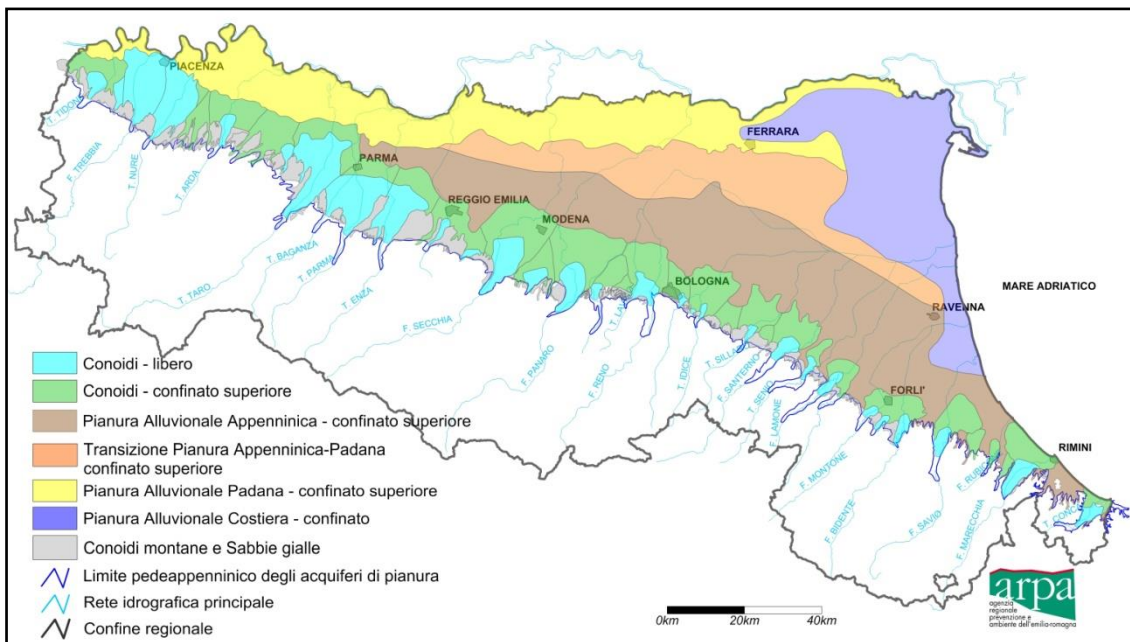 PIACENZA
T. TIDONE
F. TREBBIA
T. NURE
T. ARDA
PARMA
FERRARA
REGGIO EMILIA
MODENA
T. BAGANZA
T. PARMA
T. TARO
T. ENZA
BOLOGNA
MARE ADRIATICO
RAVENNA
F. SECCHIA
F. PANARO
F. RENO
T. IDICE
F. SANTERNO
T. SENIO
F. LAMONE
FORLI'
F. MONTONE
F. BIDENTE
F. SAVIO
F. MARECCHIA
RIMINI
Conoidi - libero
Conoidi - confinato superiore
Pianura Alluvionale Appenninica - confinato superiore
Transizione Pianura Appenninica-Padana
confinato superiore
Pianura Alluvionale Padana - confinato superiore
Pianura Alluvionale Costiera - confinato
Conoidi montane e Sabbie gialle
Limite pedeappenninico degli acquiferi di pianura
Rete idrografica principale
Confine regionale
0km 20km 40km
arpa
agenzia
regionale
prevenzione e
ambiente dell'emilia-romagna